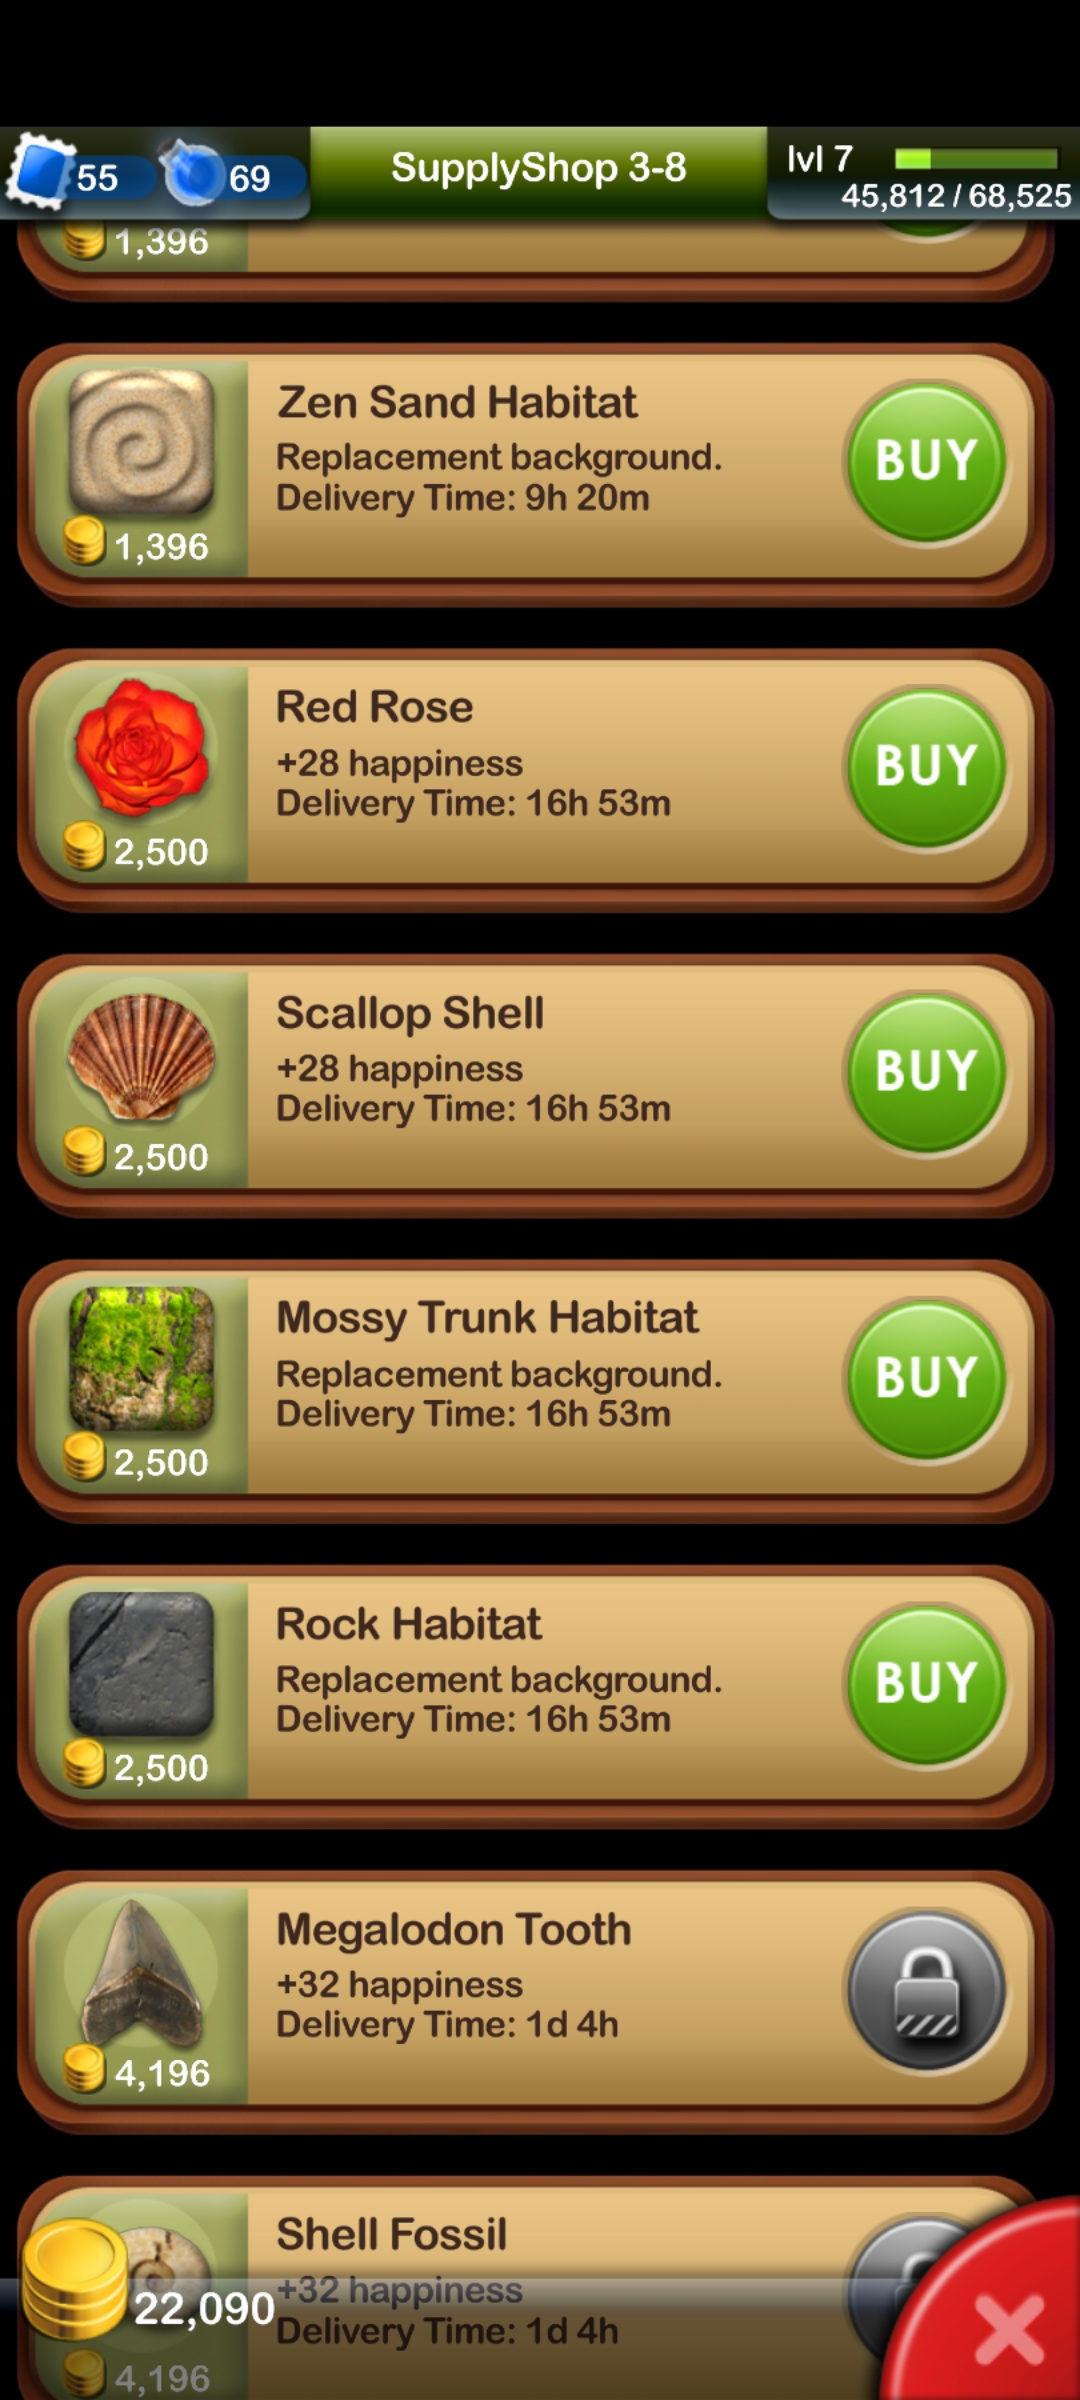 55
69
SupplyShop 3-8
lvl 7
45,812 / 68,525
1,396
Zen Sand Habitat
Replacement background.
Delivery Time: 9h 20m
1,396
BUY
Red Rose
+28 happiness
Delivery Time: 16h 53m
2,500
BUY
Scallop Shell
+28 happiness
Delivery Time: 16h 53m
2,500
BUY
Mossy Trunk Habitat
Replacement background.
Delivery Time: 16h 53m
2,500
BUY
Rock Habitat
Replacement background.
Delivery Time: 16h 53m
2,500
BUY
Megalodon Tooth
+32 happiness
Delivery Time: 1d 4h
4,196
Shell Fossil
+32 happiness
Delivery Time: 1d 4h
22,090
4,196